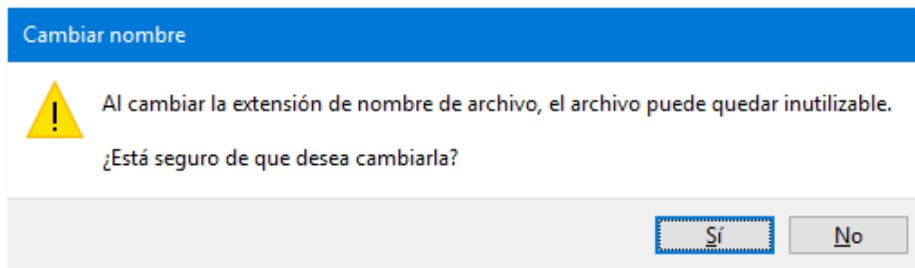 Cambiar nombre
Al cambiar la extensión de nombre de archivo, el archivo puede quedar inutilizable.
¿Está seguro de que desea cambiarla?
Sí
No